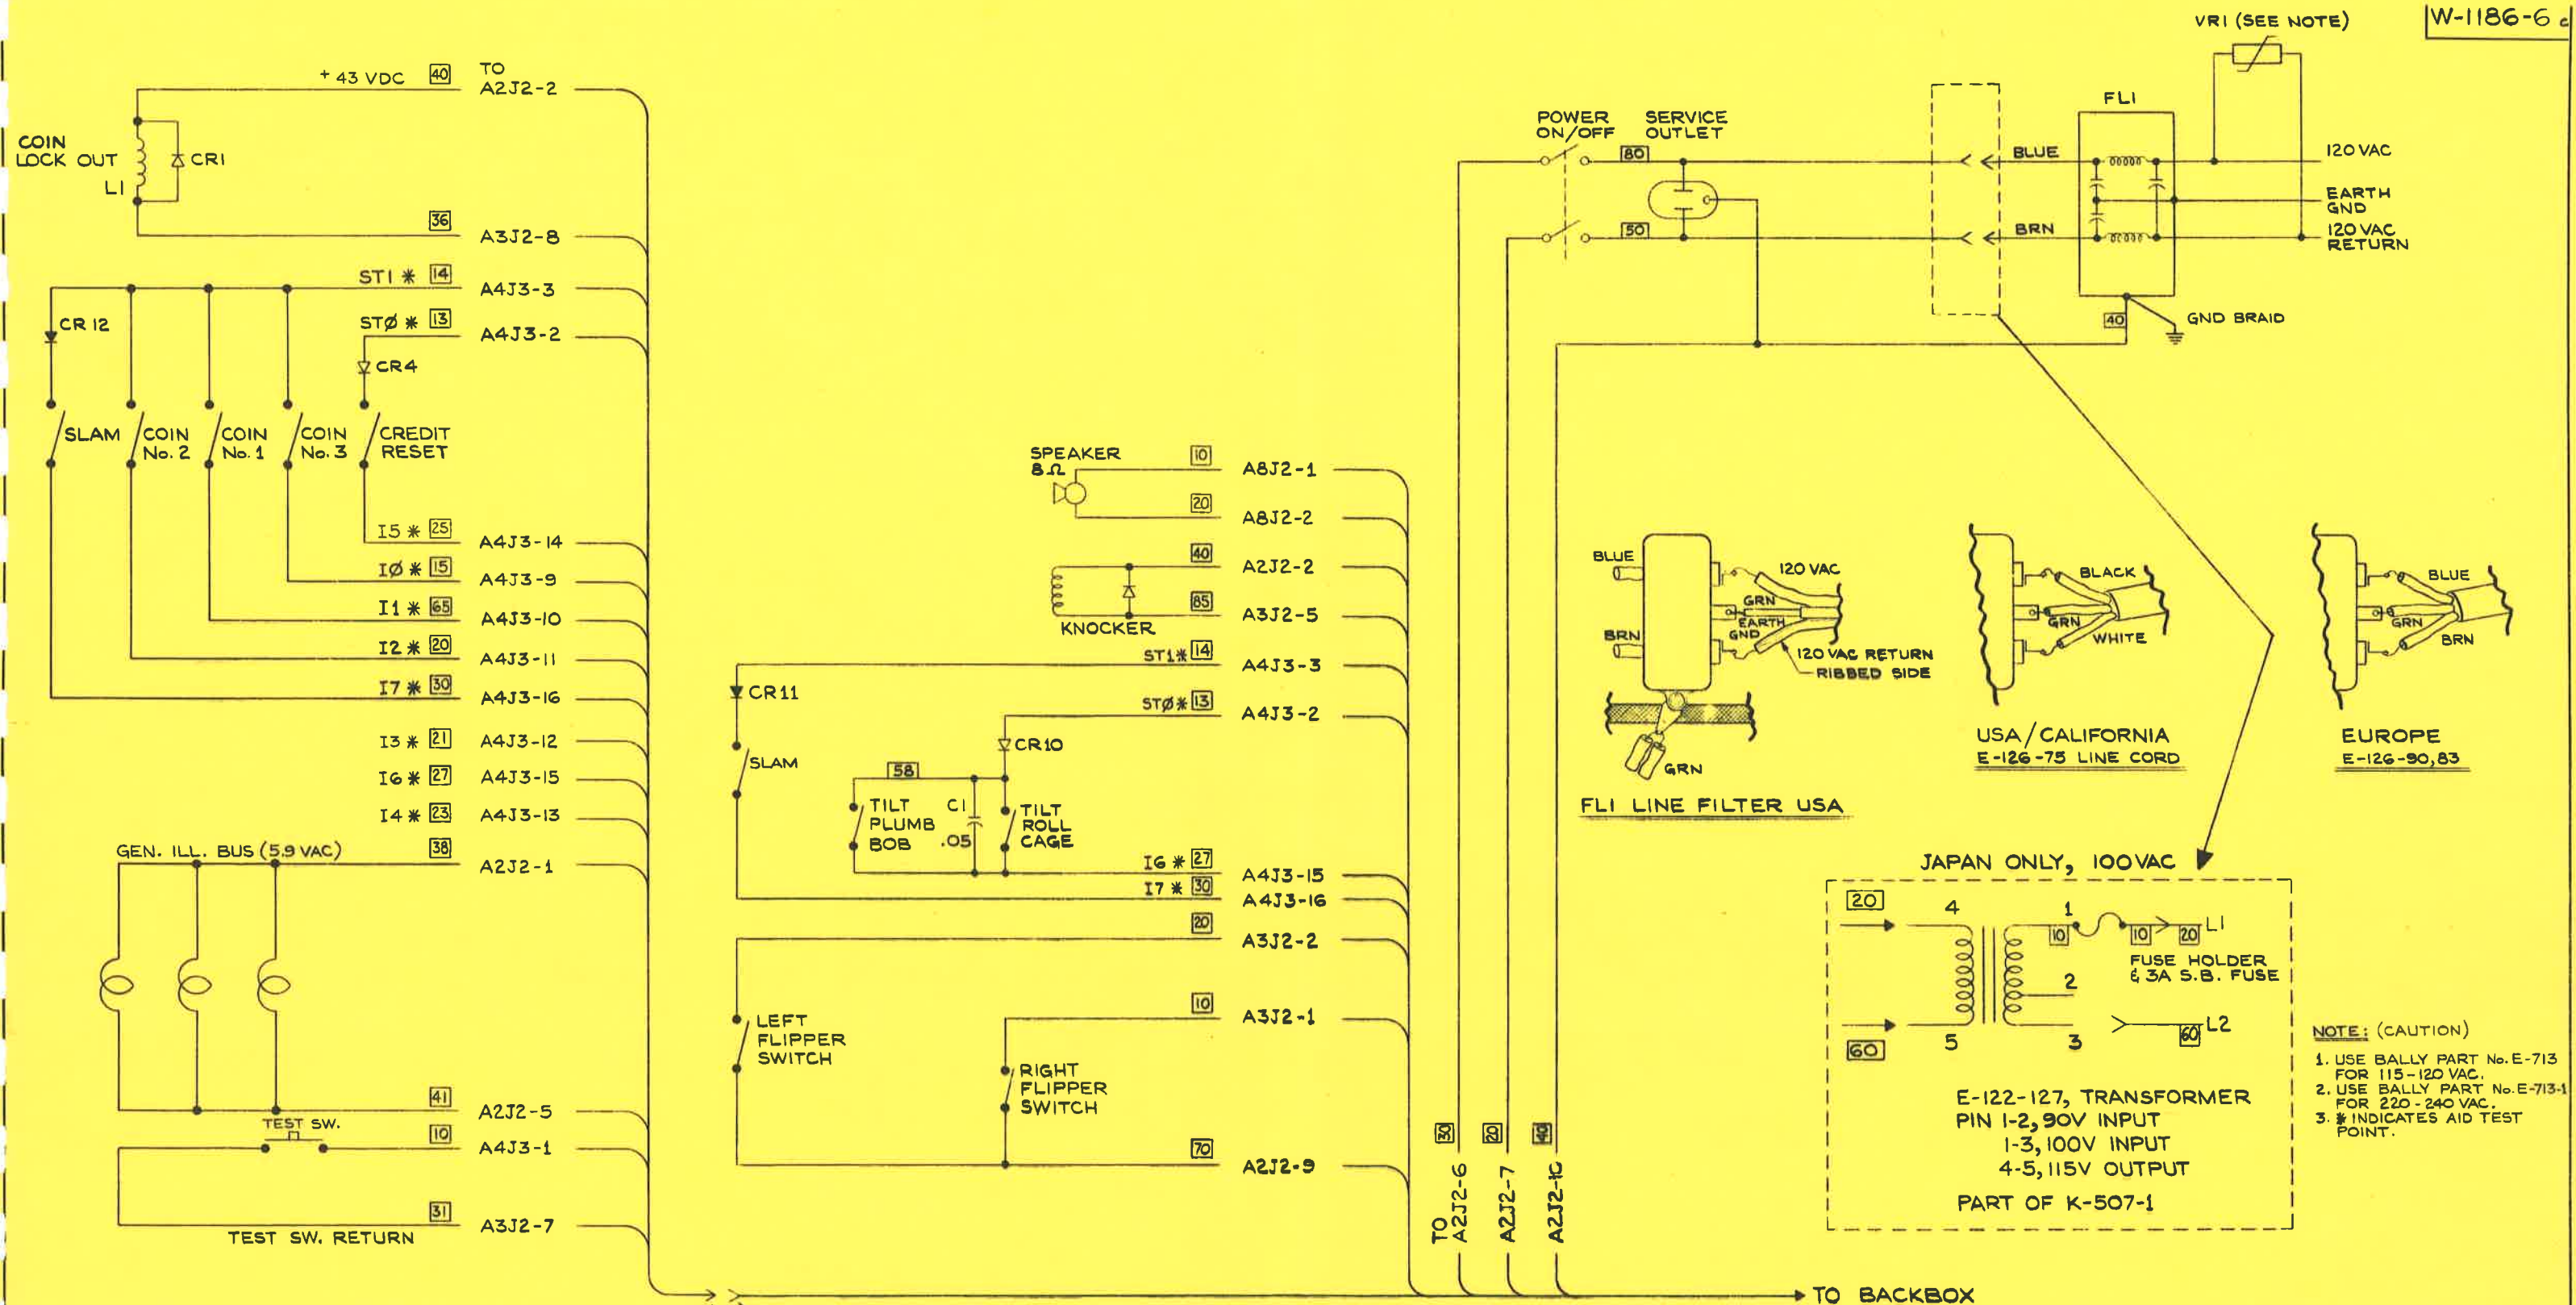 W-1186-6 c
VR1 (SEE NOTE)
+ 43 VDC 40 TO
A2J2-2
COIN
LOCK OUT
L1
CR1
36
A3J2-8
ST1 * 14
A4J3-3
CR 12
STØ * 13
A4J3-2
CR4
SLAM
COIN
No. 2
COIN
No. 1
COIN
No. 3
CREDIT
RESET
I5 * 25
A4J3-14
IØ * 15
A4J3-9
I1 * 65
A4J3-10
I2 * 20
A4J3-11
I7 * 30
A4J3-16
I3 * 21 A4J3-12
I6 * 27 A4J3-15
I4 * 23 A4J3-13
GEN. ILL. BUS (5.9 VAC) 38
A2J2-1
41
A2J2-5
TEST SW.
10
A4J3-1
31
A3J2-7
TEST SW. RETURN
SPEAKER
8 Ω
10
A8J2-1
20
A8J2-2
40
A2J2-2
85
A3J2-5
KNOCKER
ST1* 14
A4J3-3
CR11
STØ* 13
A4J3-2
CR10
SLAM
58
TILT
PLUMB
BOB
C1
.05
TILT
ROLL
CAGE
I6 * 27
A4J3-15
I7 * 30
A4J3-16
20
A3J2-2
10
A3J2-1
LEFT
FLIPPER
SWITCH
RIGHT
FLIPPER
SWITCH
70
A2J2-9
POWER
ON/OFF
SERVICE
OUTLET
80
50
BLUE
BRN
FL1
120 VAC
EARTH
GND
120 VAC
RETURN
40
GND BRAID
30
20
40
TO
A2J2-6
A2J2-7
A2J2-10
BLUE
BRN
120 VAC
GRN
EARTH
GND
120 VAC RETURN
RIBBED SIDE
GRN
FL1 LINE FILTER USA
BLACK
GRN
WHITE
USA/CALIFORNIA
E-126-75 LINE CORD
BLUE
GRN
BRN
EUROPE
E-126-90,83
JAPAN ONLY, 100VAC
20
4
1
10
10
20
L1
FUSE HOLDER
& 3A S.B. FUSE
2
60
5
3
60
L2
E-122-127, TRANSFORMER
PIN 1-2, 90V INPUT
1-3, 100V INPUT
4-5, 115V OUTPUT
PART OF K-507-1
NOTE: (CAUTION)
1. USE BALLY PART No. E-713
FOR 115-120 VAC.
2. USE BALLY PART No. E-713-1
FOR 220-240 VAC.
3. * INDICATES AID TEST
POINT.
TO BACKBOX